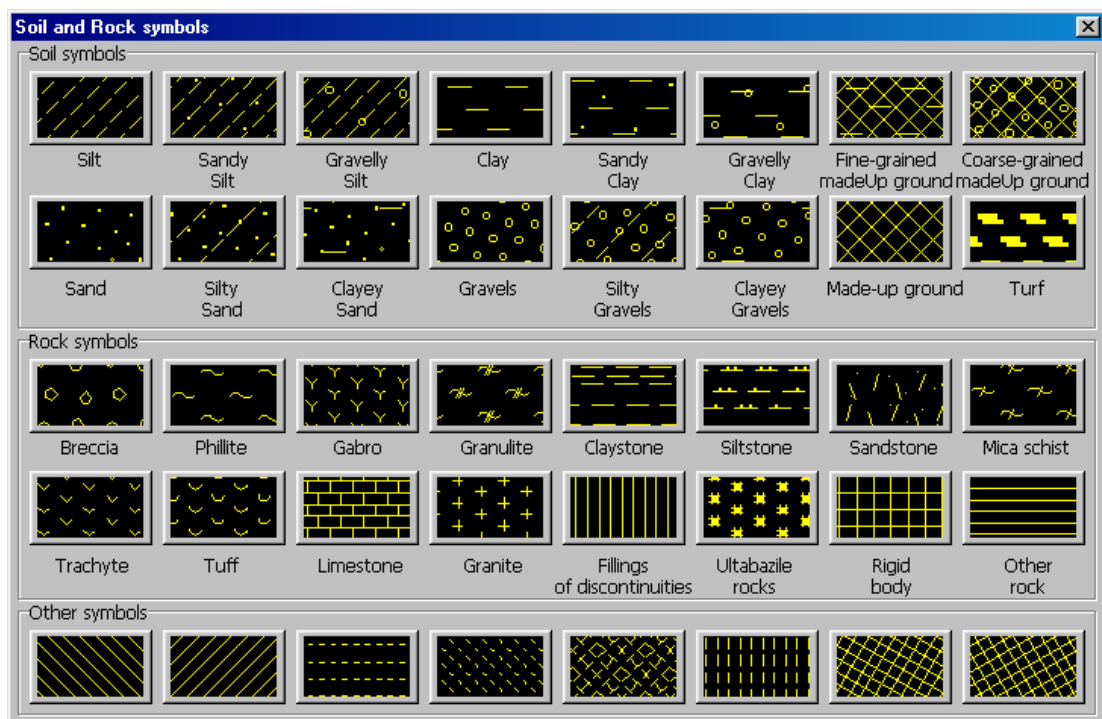 Soil and Rock symbols
Soil symbols
Silt
Sandy
Silt
Gravelly
Silt
Clay
Sandy
Clay
Gravelly
Clay
Fine-grained
madeUp ground
Coarse-grained
madeUp ground
Sand
Silty
Sand
Clayey
Sand
Gravels
Silty
Gravels
Clayey
Gravels
Made-up ground
Turf
Rock symbols
Breccia
Phillite
Gabro
Granulite
Claystone
Siltstone
Sandstone
Mica schist
Trachyte
Tuff
Limestone
Granite
Fillings
of discontinuities
Ultabazile
rocks
Rigid
body
Other
rock
Other symbols